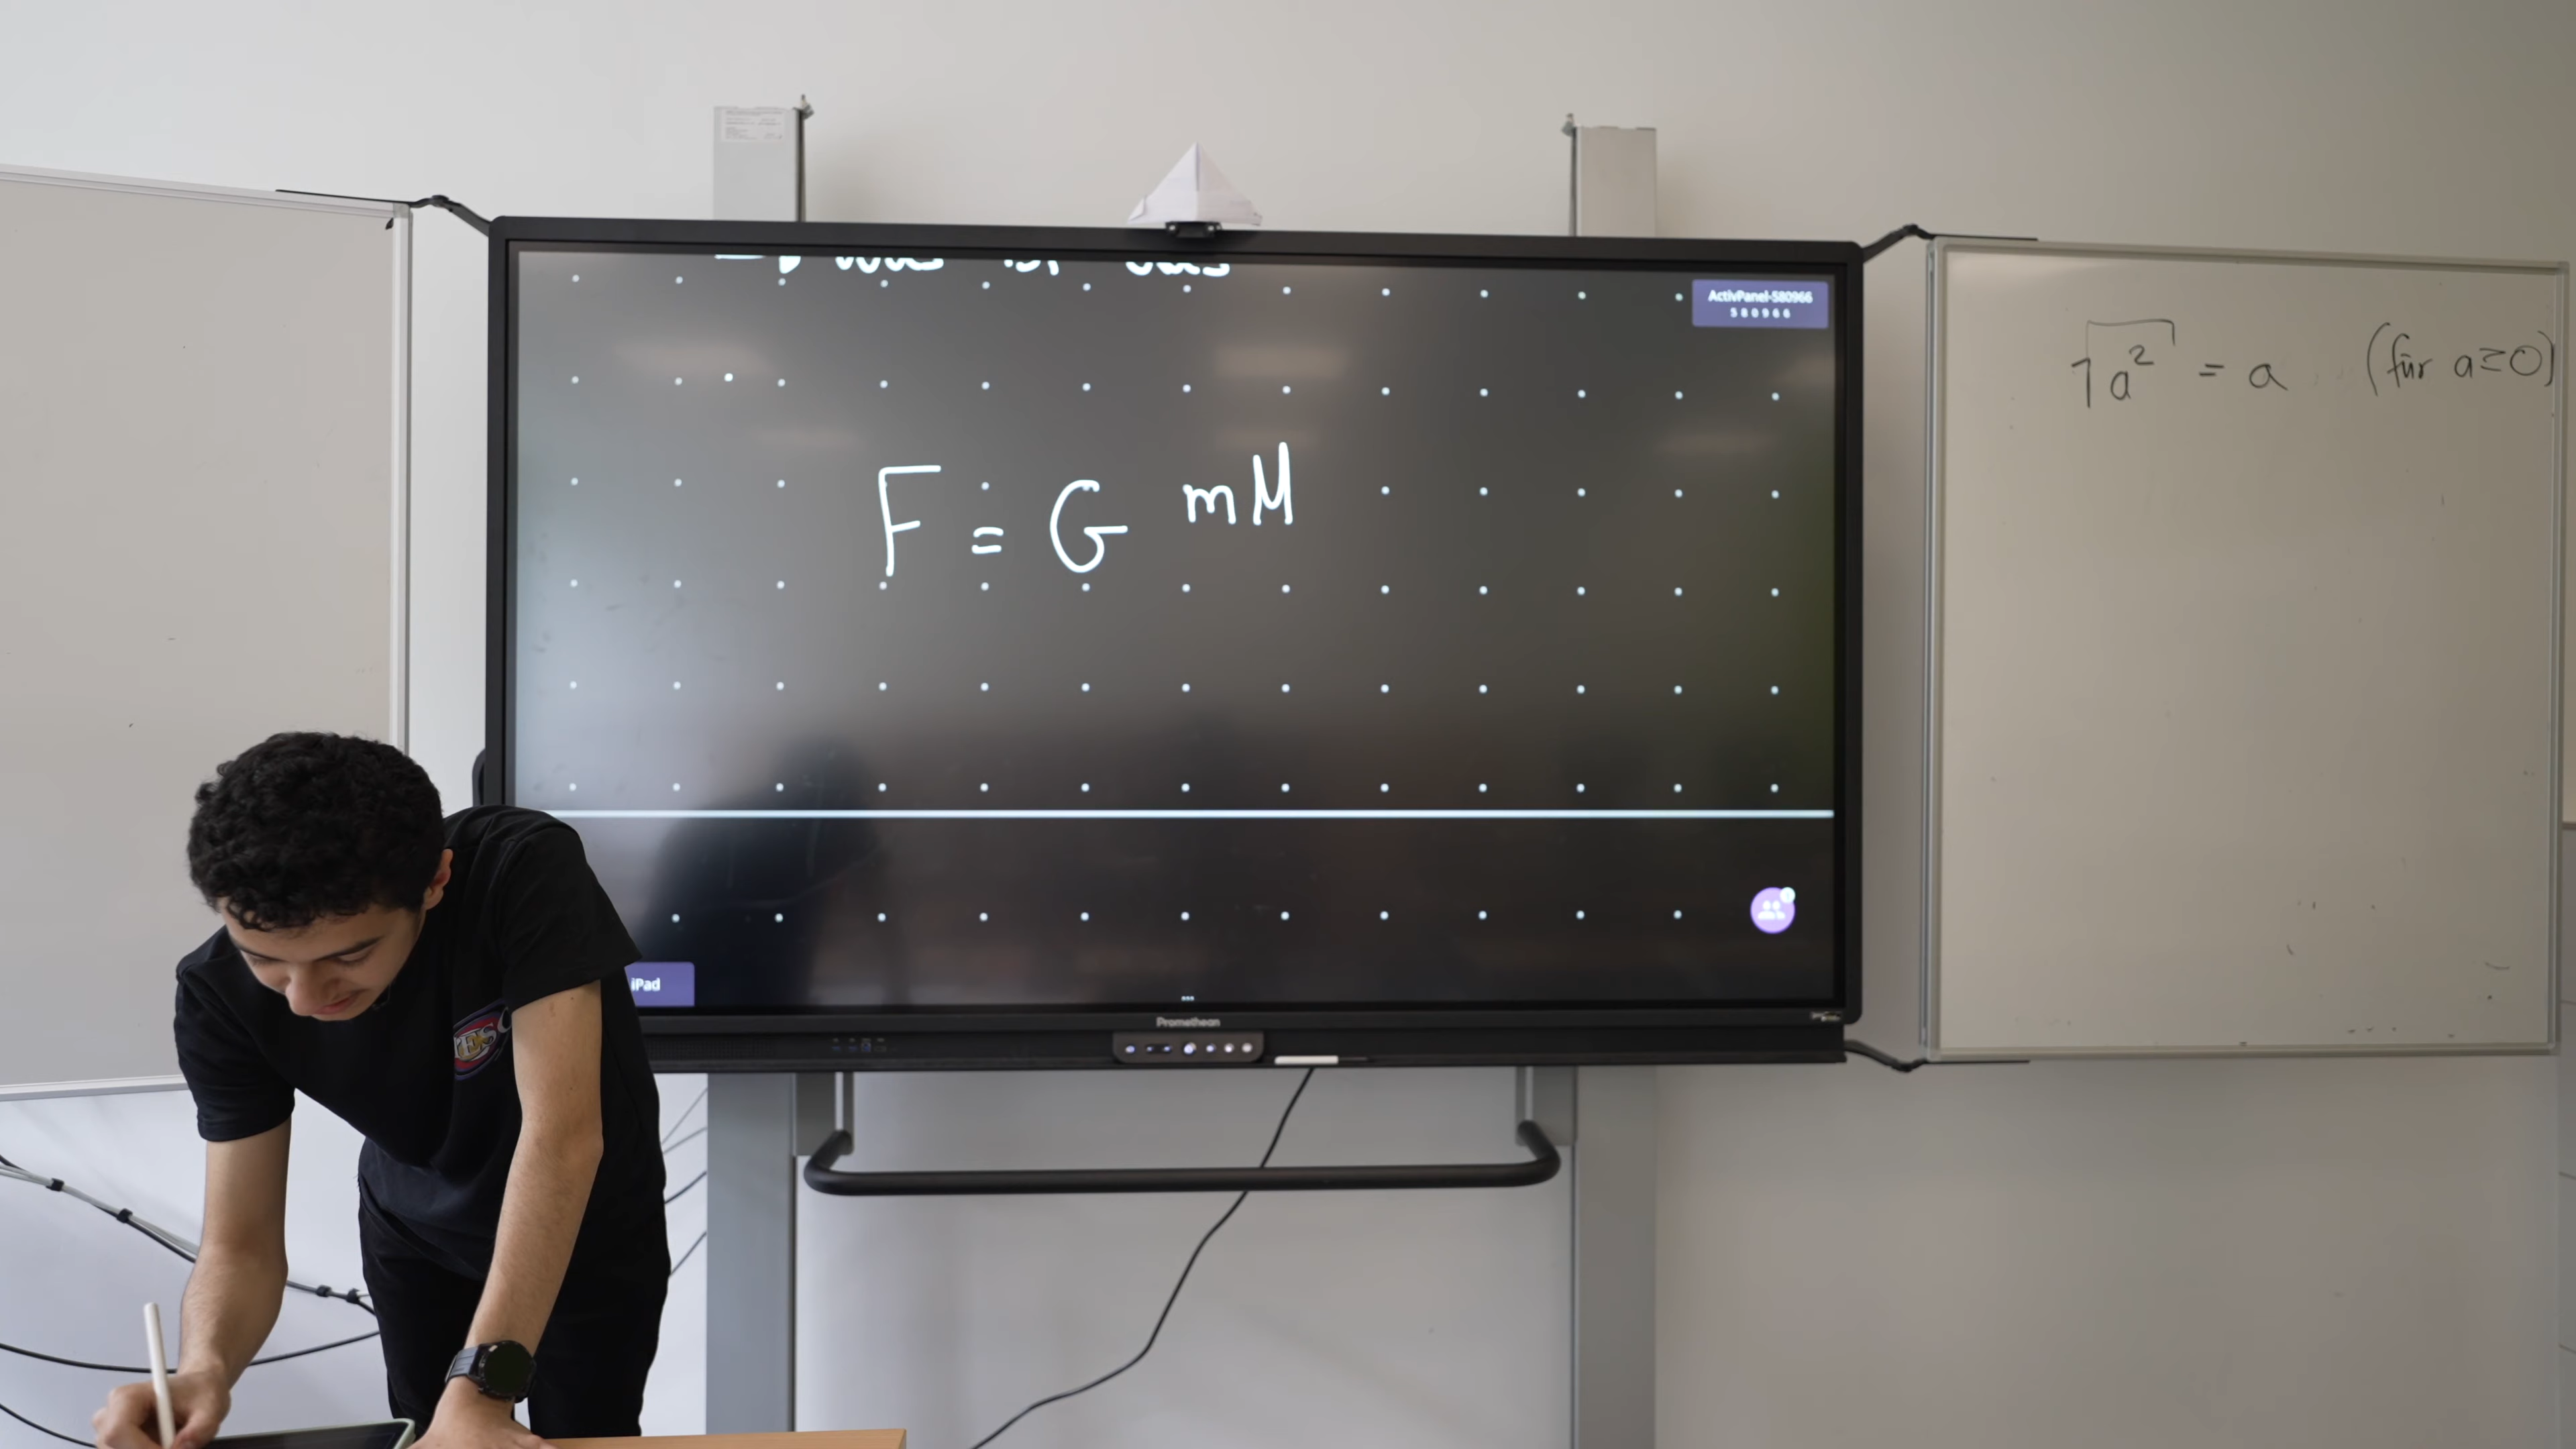 ActivPanel-580966
580966
F = G mM
iPad
Promethean
√a² = a (für a≥0)